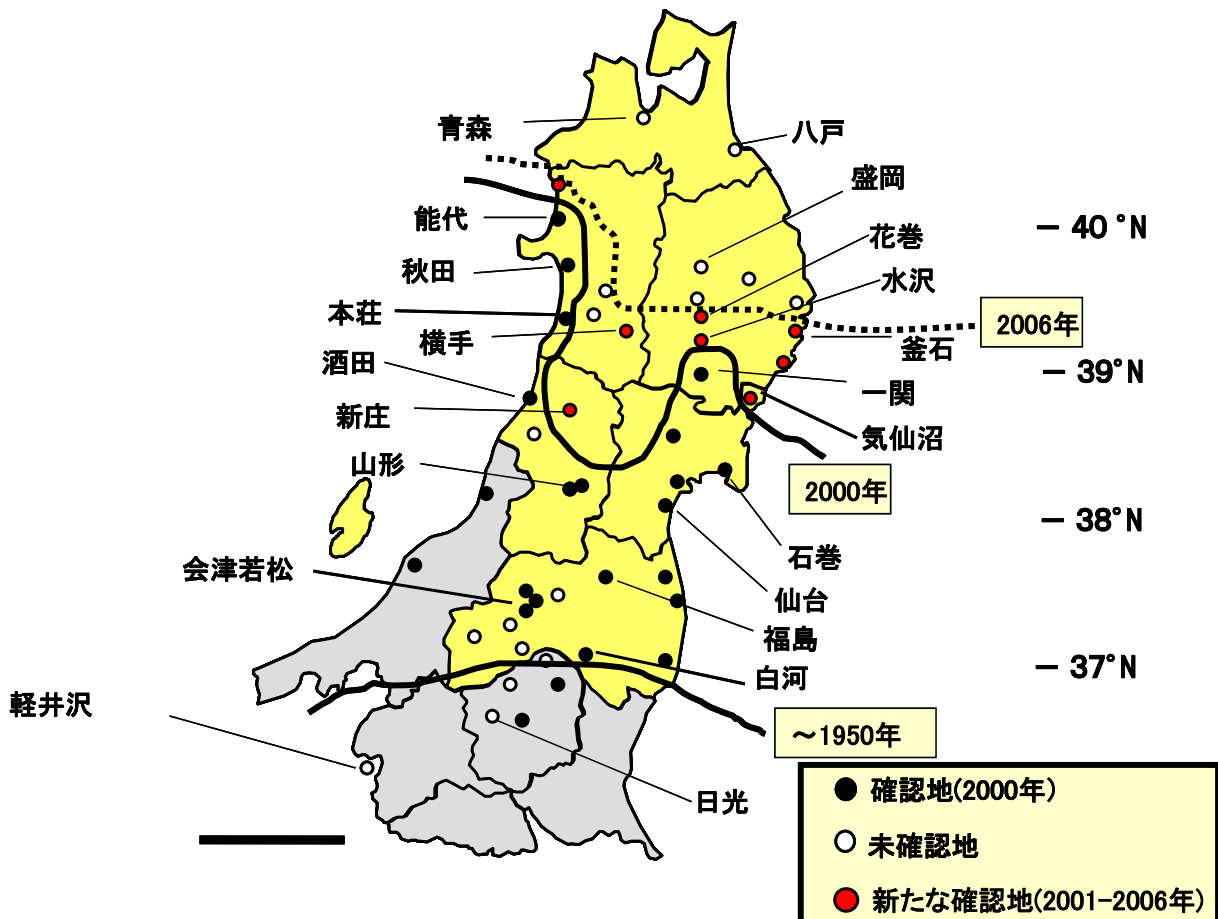 青森
八戸
盛岡
能代
花巻
− 40 °N
秋田
水沢
本荘
横手
2006年
釜石
酒田
− 39°N
一関
新庄
気仙沼
山形
2000年
− 38°N
石巻
会津若松
仙台
福島
白河
− 37°N
軽井沢
～1950年
日光
確認地(2000年)
未確認地
新たな確認地(2001-2006年)